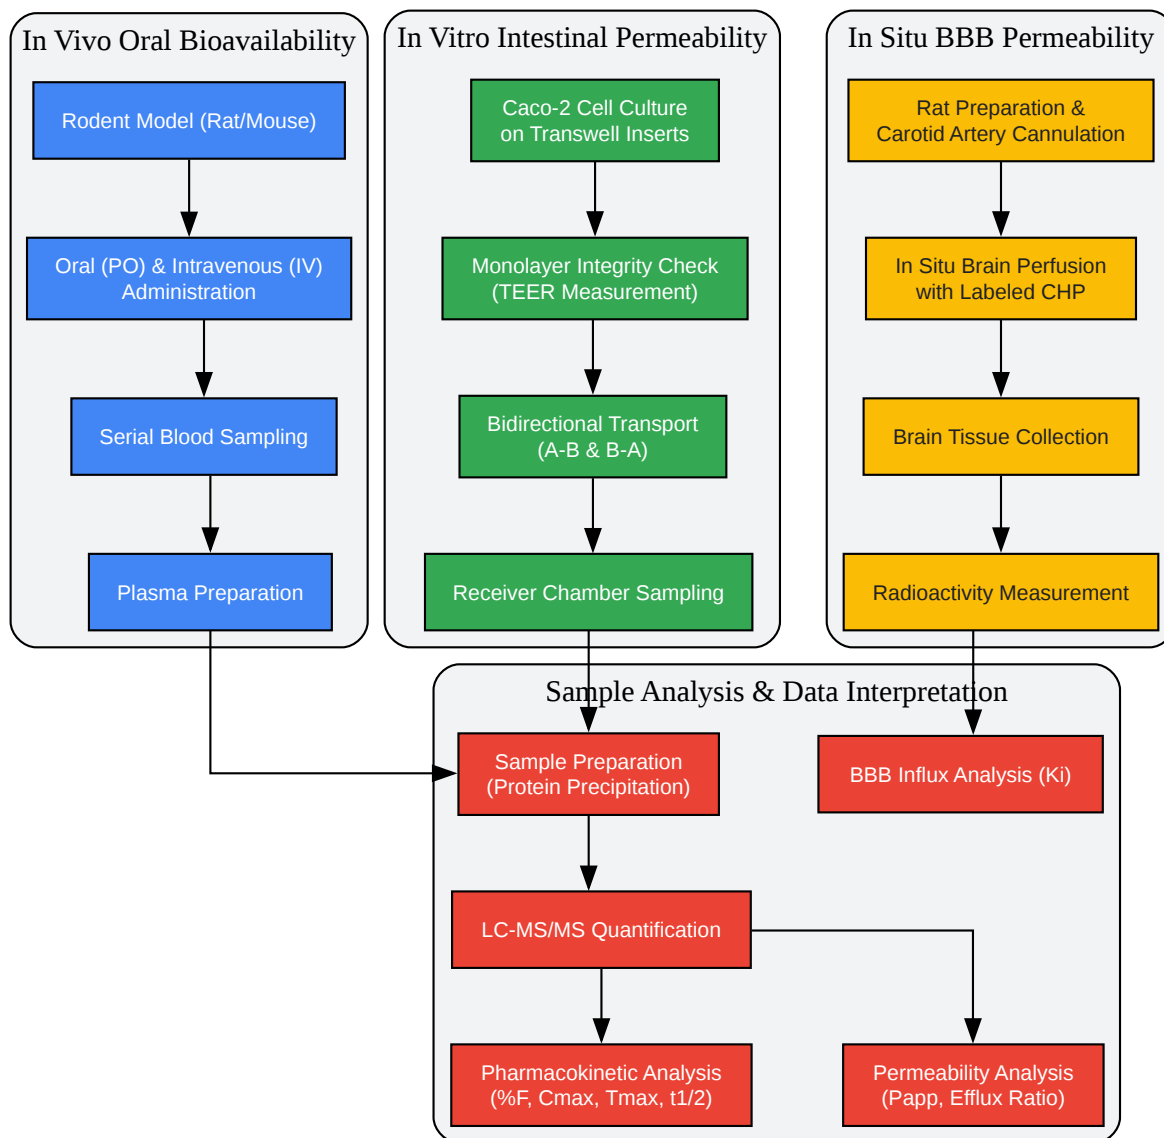 In Vivo Oral Bioavailability
Rodent Model (Rat/Mouse)
Oral (PO) & Intravenous (IV)
Administration
Serial Blood Sampling
Plasma Preparation
In Vitro Intestinal Permeability
Caco-2 Cell Culture
on Transwell Inserts
Monolayer Integrity Check
(TEER Measurement)
Bidirectional Transport
(A-B & B-A)
Receiver Chamber Sampling
In Situ BBB Permeability
Rat Preparation &
Carotid Artery Cannulation
In Situ Brain Perfusion
with Labeled CHP
Brain Tissue Collection
Radioactivity Measurement
Sample Analysis & Data Interpretation
Sample Preparation
(Protein Precipitation)
BBB Influx Analysis (Ki)
LC-MS/MS Quantification
Pharmacokinetic Analysis
(%F, Cmax, Tmax, t1/2)
Permeability Analysis
(Papp, Efflux Ratio)